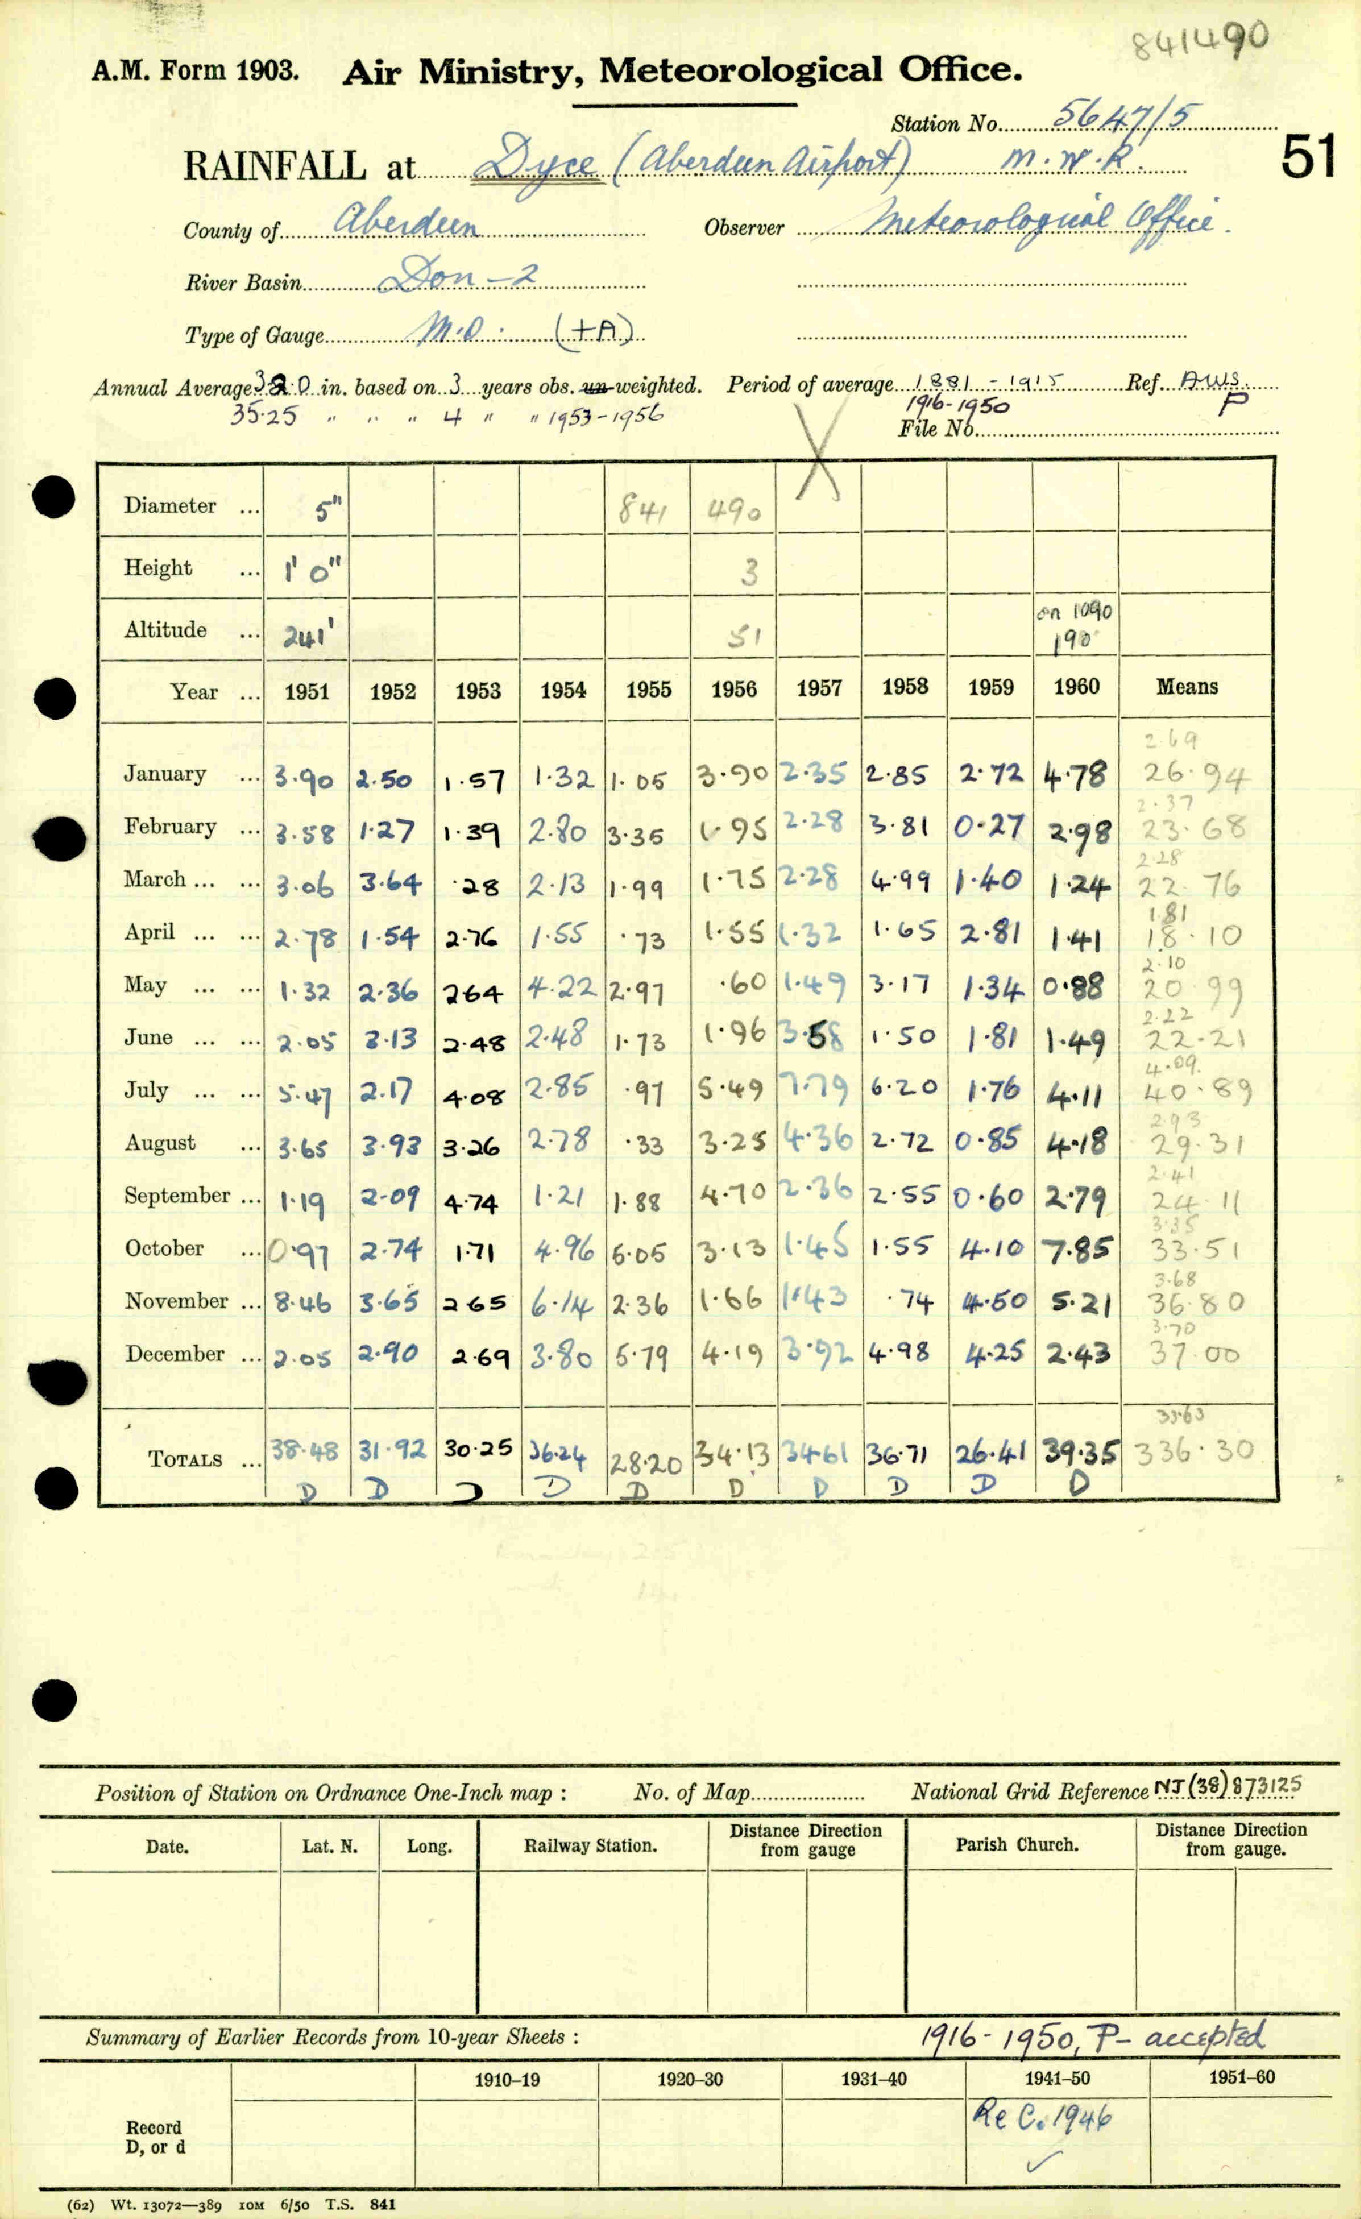 841490
A.M. Form 1903. Air Ministry, Meteorological Office.
Station No. 5647/5
RAINFALL at Dyce (Aberdeen Airport) M.W.R. 51
County of Aberdeen Observer Meteorological Office.
River Basin Don-2
Type of Gauge M.O. (+A)
Annual Average 32.0 in. based on 3 years obs. un-weighted. Period of average 1881-1915 Ref. AWS.
35.25 " " " 4 " " 1953-1956 1916-1950 P
File No.
Diameter ... 5" 841 490
Height ... 1' 0" 3
on 1090
Altitude ... 241' 51 190
Year ... 1951 1952 1953 1954 1955 1956 1957 1958 1959 1960 Means
2.69
January ... 3.90 2.50 1.57 1.32 1.05 3.90 2.35 2.85 2.72 4.78 26.94
2.37
February ... 3.58 1.27 1.39 2.80 3.35 1.95 2.28 3.81 0.27 2.98 23.68
2.28
March ... ... 3.06 3.64 .28 2.13 1.99 1.75 2.28 4.99 1.40 1.24 22.76
1.81
April ... ... 2.78 1.54 2.76 1.55 .73 1.55 1.32 1.65 2.81 1.41 18.10
2.10
May ... ... 1.32 2.36 2.64 4.22 2.97 .60 1.49 3.17 1.34 0.88 20.99
2.22
June ... ... 2.05 3.13 2.48 2.48 1.73 1.96 3.58 1.50 1.81 1.49 22.21
4.09.
July ... ... 5.47 2.17 4.08 2.85 .97 5.49 7.79 6.20 1.76 4.11 40.89
2.93
August ... 3.65 3.93 3.26 2.78 .33 3.25 4.36 2.72 0.85 4.18 29.31
2.41
September ... 1.19 2.09 4.74 1.21 1.88 4.70 2.36 2.55 0.60 2.79 24.11
3.35
October ... 0.97 2.74 1.71 4.96 5.05 3.13 1.45 1.55 4.10 7.85 33.51
3.68
November ... 8.46 3.65 2.65 6.14 2.36 1.66 1.43 .74 4.50 5.21 36.80
3.70
December ... 2.05 2.90 2.69 3.80 5.79 4.19 3.92 4.98 4.25 2.43 37.00
33.63
TOTALS ... 38.48 31.92 30.25 36.24 28.20 34.13 34.61 36.71 26.41 39.35 336.30
D D D D D D D D D D
Position of Station on Ordnance One-Inch map : No. of Map National Grid Reference NJ(38)873125
Date. Lat. N. Long. Railway Station. Distance Direction from gauge Parish Church. Distance Direction from gauge.
Summary of Earlier Records from 10-year Sheets : 1916-1950, P- accepted
1910-19 1920-30 1931-40 1941-50 1951-60
Record Re C. 1946
D, or d
(62) Wt. 13072—389 10M 6/50 T.S. 841